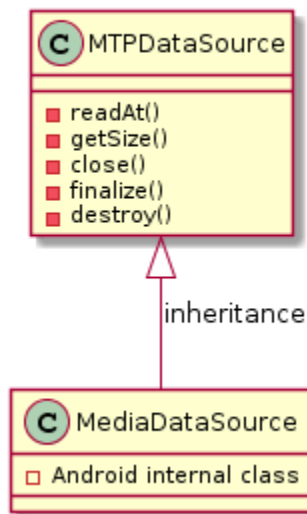 C MTPDataSource
readAt()
getSize()
close()
finalize()
destroy()
inheritance
C MediaDataSource
Android internal class